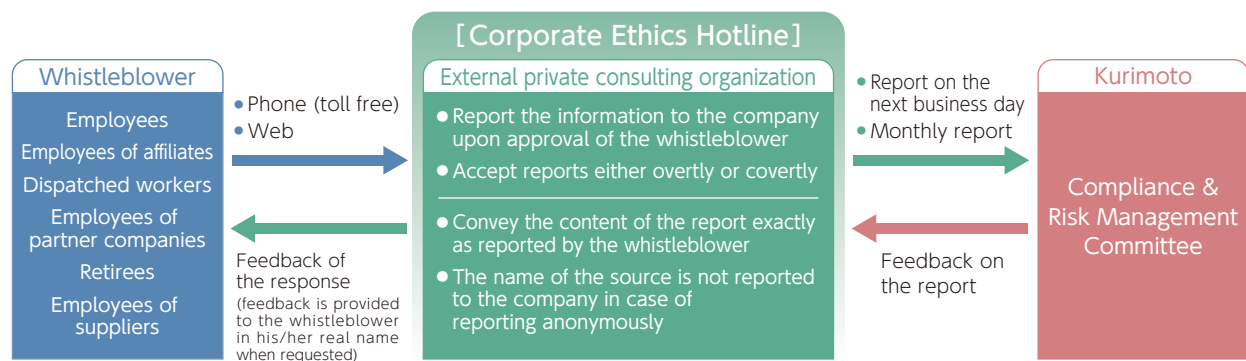 [Corporate Ethics Hotline]
Whistleblower
Employees
Employees of affiliates
Dispatched workers
Employees of
partner companies
Retirees
Employees of
suppliers
• Phone (toll free)
• Web
Feedback of
the response
(feedback is provided
to the whistleblower
in his/her real name
when requested)
External private consulting organization
• Report the information to the company
upon approval of the whistleblower
• Accept reports either overtly or covertly
• Convey the content of the report exactly
as reported by the whistleblower
• The name of the source is not reported
to the company in case of
reporting anonymously
• Report on the
next business day
• Monthly report
Feedback on
the report
Kurimoto
Compliance &
Risk Management
Committee